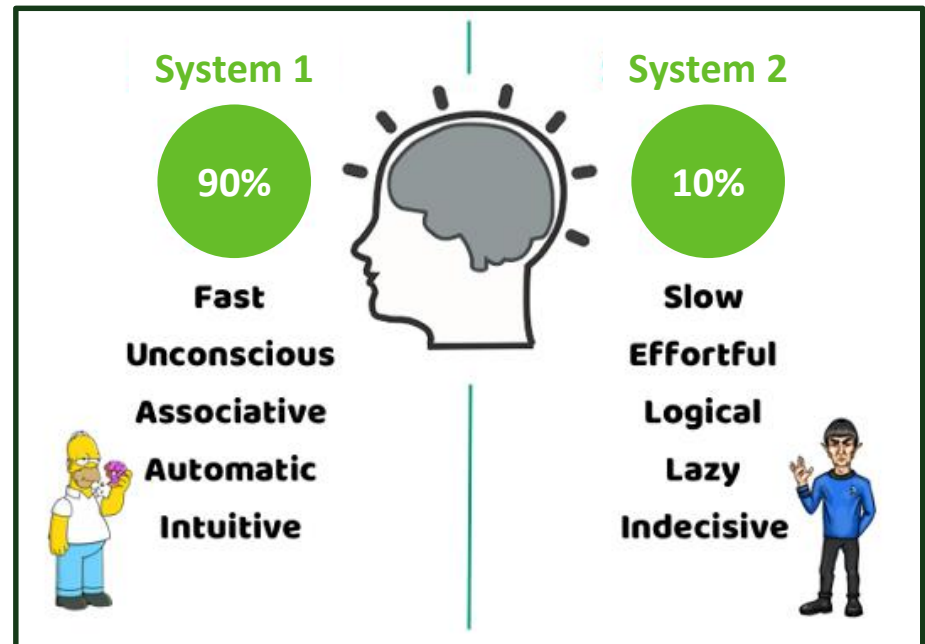 System 1
90%
Fast
Unconscious
Associative
Automatic
Intuitive
System 2
10%
Slow
Effortful
Logical
Lazy
Indecisive